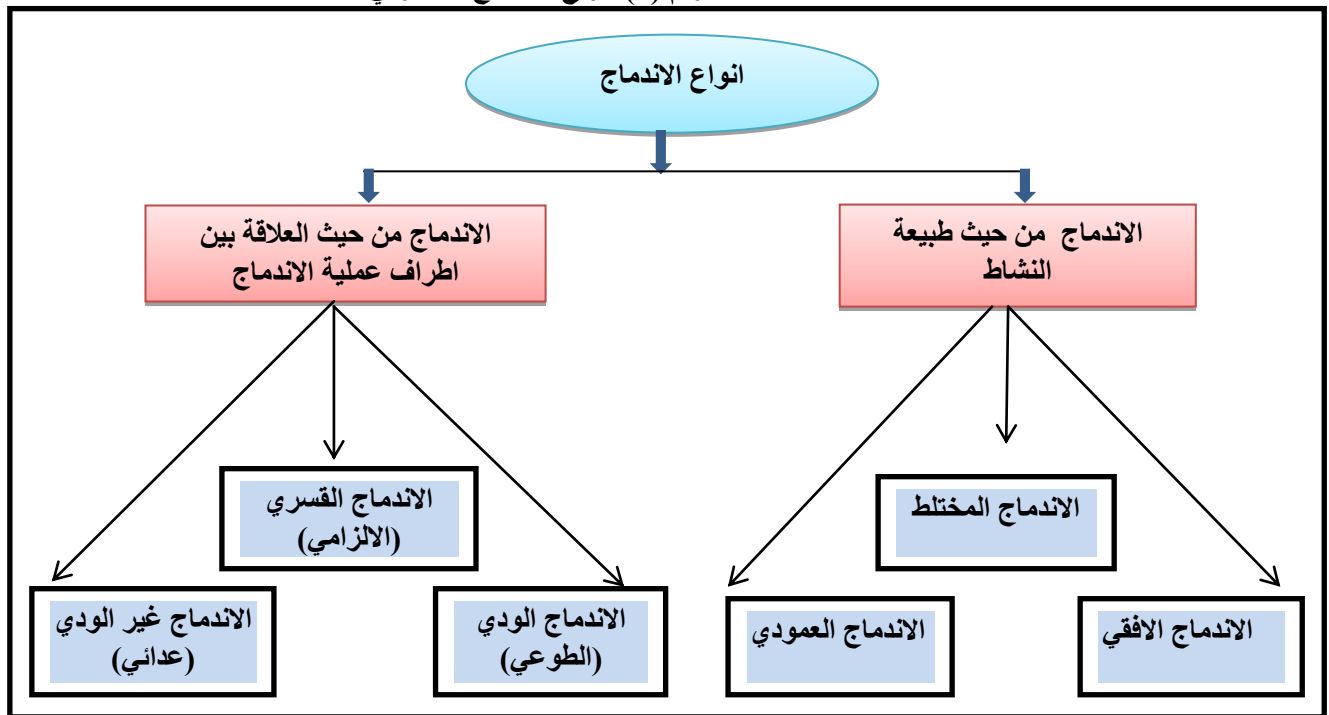 انواع الاندماج
الاندماج من حيث طبيعة
النشاط
الاندماج من حيث العلاقة بين
اطراف عملية الاندماج
الاندماج المختلط
الاندماج القسري
(الالزامي)
الاندماج الافقي
الاندماج العمودي
الاندماج الودي
(الطوعي)
الاندماج غير الودي
(عدائي)